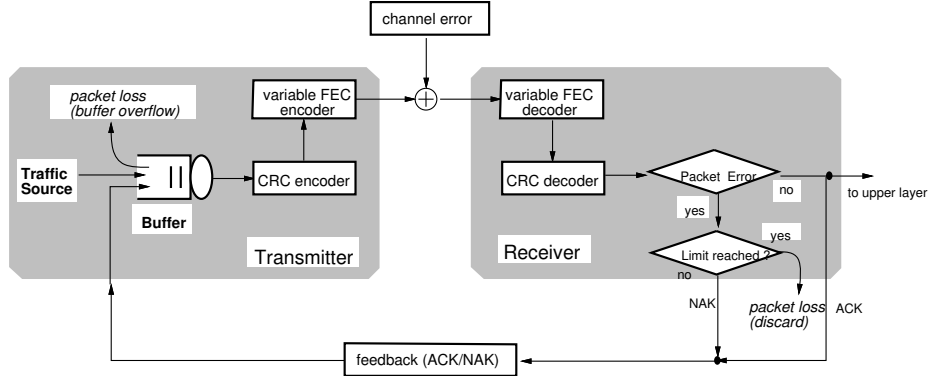 channel error
packet loss
(buffer overflow)
variable FEC
encoder
variable FEC
decoder
Traffic
Source
CRC encoder
CRC decoder
Packet Error
no
to upper layer
Buffer
yes
yes
Transmitter
Receiver
Limit reached ?
no
NAK
packet loss
(discard)
ACK
feedback (ACK/NAK)